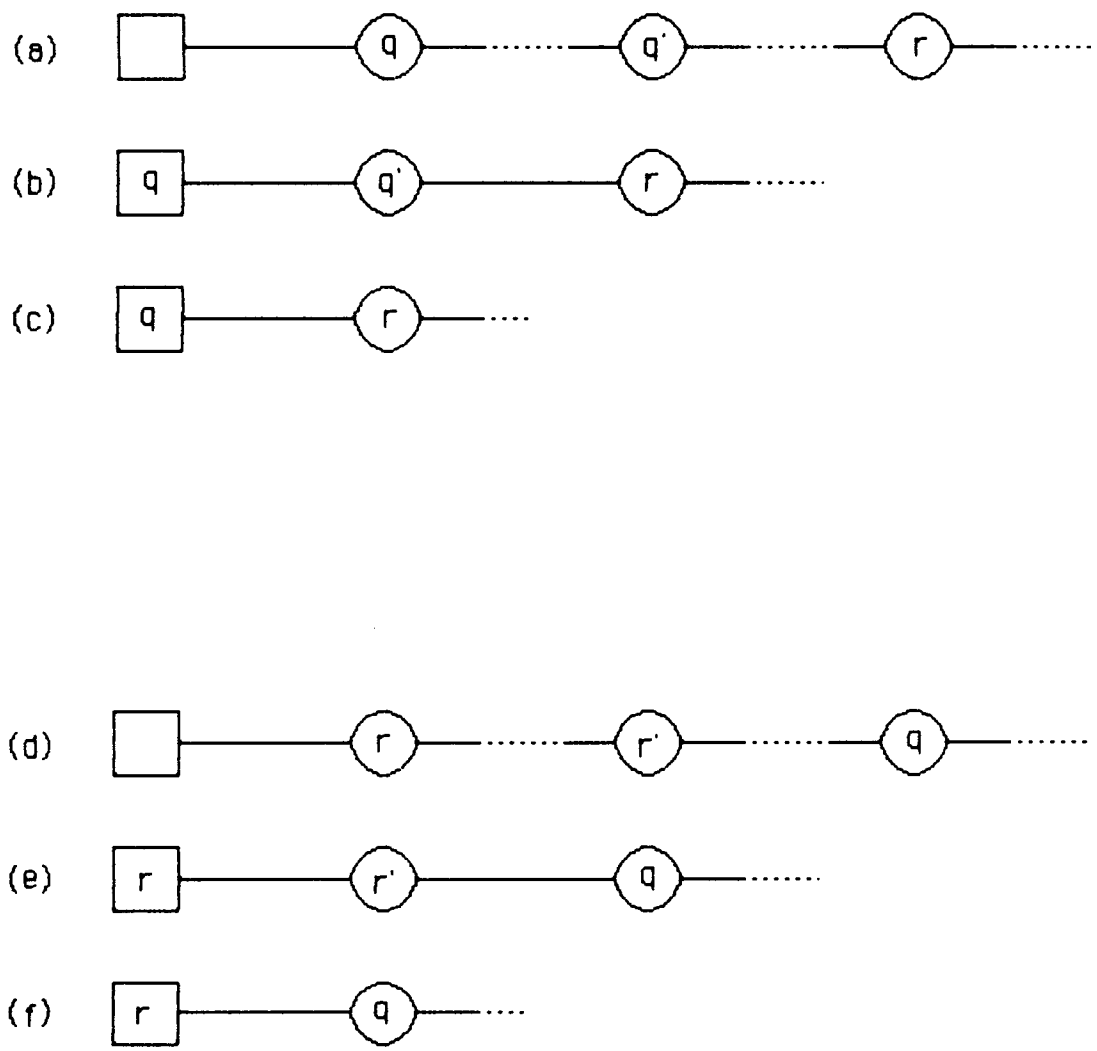 (a) q q' r
(b) q q' r
(c) q r
(d) r r' q
(e) r r' q
(f) r q